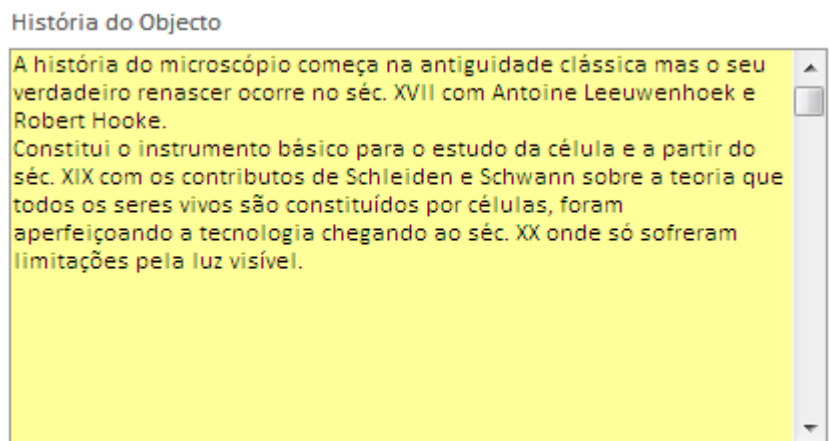 História do Objecto
A história do microscópio começa na antiguidade clássica mas o seu
verdadeiro renascer ocorre no séc. XVII com Antoine Leeuwenhoek e
Robert Hooke.
Constitui o instrumento básico para o estudo da célula e a partir do
séc. XIX com os contributos de Schleiden e Schwann sobre a teoria que
todos os seres vivos são constituídos por células, foram
aperfeiçoando a tecnologia chegando ao séc. XX onde só sofreram
limitações pela luz visível.